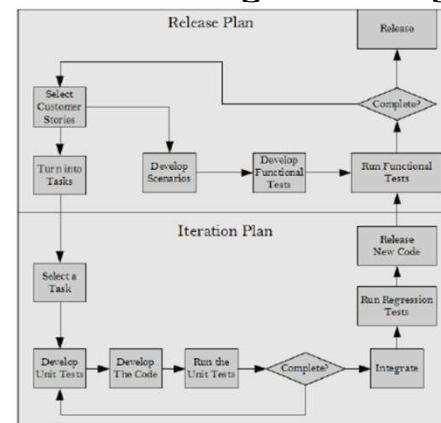 Release Plan
Release
Select
Customer
Stories
Complete?
Turn into
Tasks
Develop
Scenarios
Develop
Functional
Tests
Run Functional
Tests
Iteration Plan
Release
New Code
Select a
Task
Run Regression
Tests
Develop
Unit Tests
Develop
The Code
Run the
Unit Tests
Complete?
Integrate